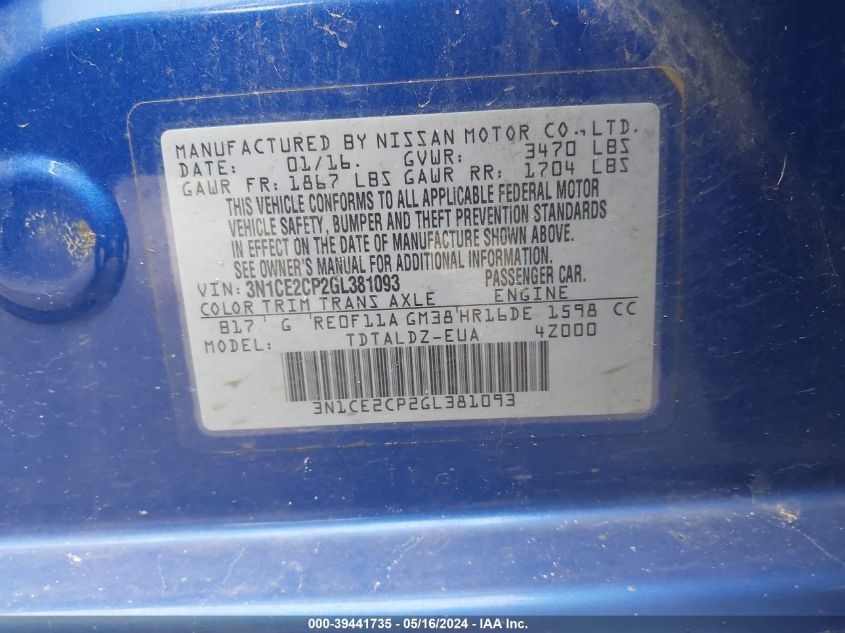 MANUFACTURED BY NISSAN MOTOR CO.,LTD.
DATE: 01/16. GVWR: 3470 LBS
GAWR FR: 1867 LBS GAWR RR: 1704 LBS
THIS VEHICLE CONFORMS TO ALL APPLICABLE FEDERAL MOTOR
VEHICLE SAFETY, BUMPER AND THEFT PREVENTION STANDARDS
IN EFFECT ON THE DATE OF MANUFACTURE SHOWN ABOVE.
SEE OWNER'S MANUAL FOR ADDITIONAL INFORMATION.
VIN: 3N1CE2CP2GL381093 PASSENGER CAR.
COLOR TRIM TRANS AXLE ENGINE
B17 G RE0F11A GM38 HR16DE 1598 CC
MODEL: TDTALDZ-EUA 4Z000
3N1CE2CP2GL381093
000-39441735 - 05/16/2024 - IAA Inc.